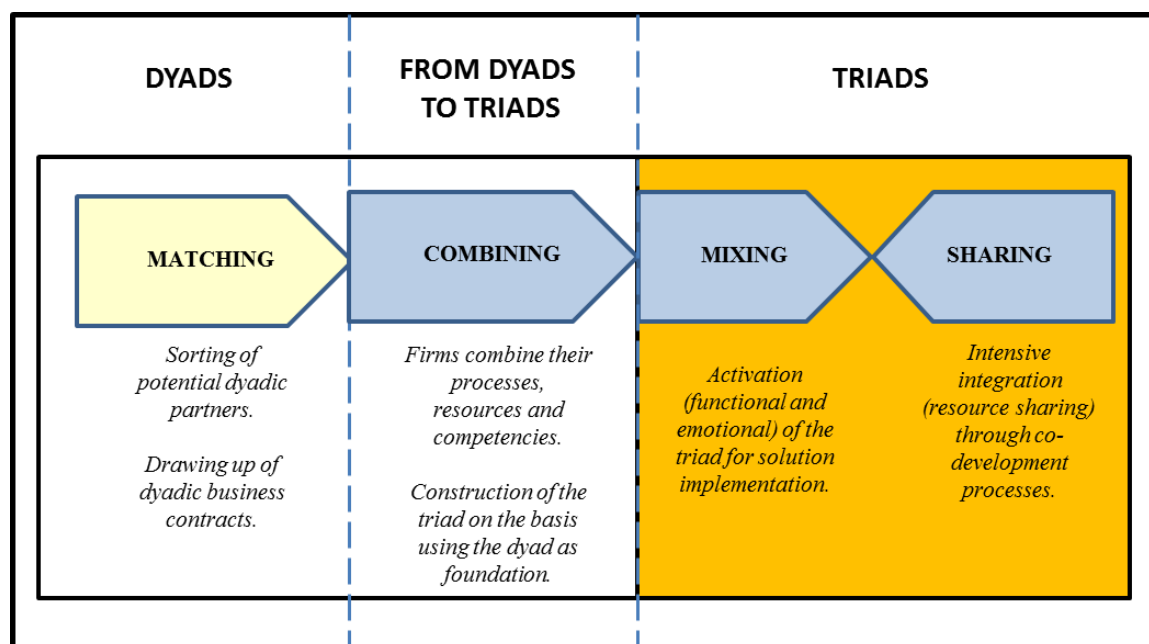 DYADS
FROM DYADS
TO TRIADS
TRIADS
MATCHING
COMBINING
MIXING
SHARING
Sorting of
potential dyadic
partners.
Drawing up of
dyadic business
contracts.
Firms combine their
processes,
resources and
competencies.
Construction of the
triad on the basis
using the dyad as
foundation.
Activation
(functional and
emotional) of the
triad for solution
implementation.
Intensive
integration
(resource sharing)
through co-
development
processes.